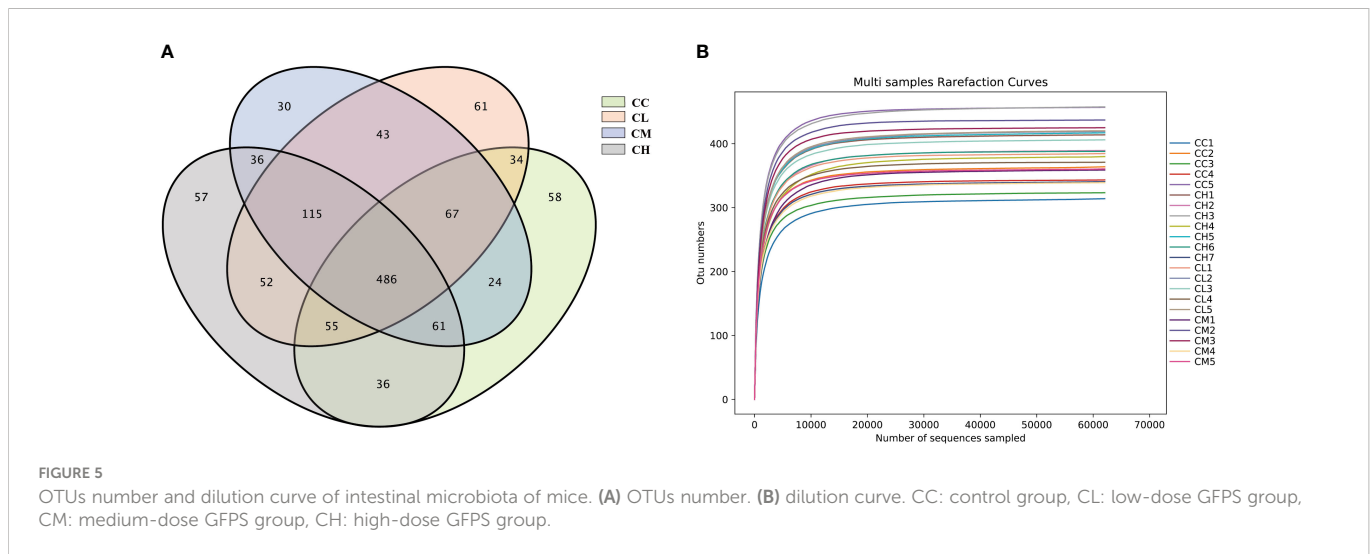 A
30
61
43
36
34
57
58
115
67
52
486
24
55
61
36
CC
CL
CM
CH
B
Multi samples Rarefaction Curves
Otu numbers
400
300
200
100
0
0 10000 20000 30000 40000 50000 60000 70000
Number of sequences sampled
CC1
CC2
CC3
CC4
CC5
CH1
CH2
CH3
CH4
CH5
CH6
CH7
CL1
CL2
CL3
CL4
CL5
CM1
CM2
CM3
CM4
CM5
FIGURE 5
OTUs number and dilution curve of intestinal microbiota of mice. (A) OTUs number. (B) dilution curve. CC: control group, CL: low-dose GFPS group,
CM: medium-dose GFPS group, CH: high-dose GFPS group.